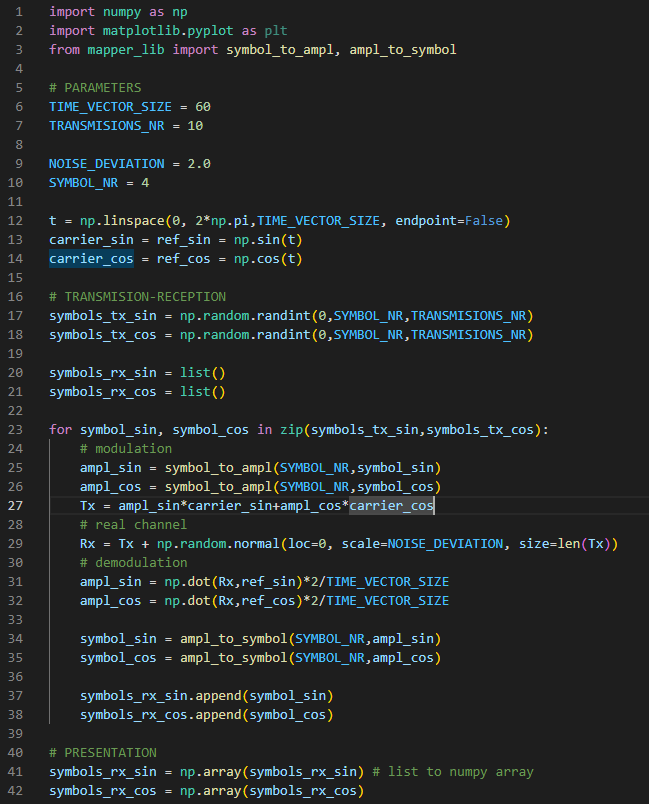 1 import numpy as np
2 import matplotlib.pyplot as plt
3 from mapper_lib import symbol_to_ampl, ampl_to_symbol
4
5 # PARAMETERS
6 TIME_VECTOR_SIZE = 60
7 TRANSMISIONS_NR = 10
8
9 NOISE_DEVIATION = 2.0
10 SYMBOL_NR = 4
11
12 t = np.linspace(0, 2*np.pi,TIME_VECTOR_SIZE, endpoint=False)
13 carrier_sin = ref_sin = np.sin(t)
14 carrier_cos = ref_cos = np.cos(t)
15
16 # TRANSMISION-RECEPTION
17 symbols_tx_sin = np.random.randint(0,SYMBOL_NR,TRANSMISIONS_NR)
18 symbols_tx_cos = np.random.randint(0,SYMBOL_NR,TRANSMISIONS_NR)
19
20 symbols_rx_sin = list()
21 symbols_rx_cos = list()
22
23 for symbol_sin, symbol_cos in zip(symbols_tx_sin,symbols_tx_cos):
24     # modulation
25     ampl_sin = symbol_to_ampl(SYMBOL_NR,symbol_sin)
26     ampl_cos = symbol_to_ampl(SYMBOL_NR,symbol_cos)
27     Tx = ampl_sin*carrier_sin+ampl_cos*carrier_cos
28     # real channel
29     Rx = Tx + np.random.normal(loc=0, scale=NOISE_DEVIATION, size=len(Tx))
30     # demodulation
31     ampl_sin = np.dot(Rx,ref_sin)*2/TIME_VECTOR_SIZE
32     ampl_cos = np.dot(Rx,ref_cos)*2/TIME_VECTOR_SIZE
33
34     symbol_sin = ampl_to_symbol(SYMBOL_NR,ampl_sin)
35     symbol_cos = ampl_to_symbol(SYMBOL_NR,ampl_cos)
36
37     symbols_rx_sin.append(symbol_sin)
38     symbols_rx_cos.append(symbol_cos)
39
40 # PRESENTATION
41 symbols_rx_sin = np.array(symbols_rx_sin) # list to numpy array
42 symbols_rx_cos = np.array(symbols_rx_cos)